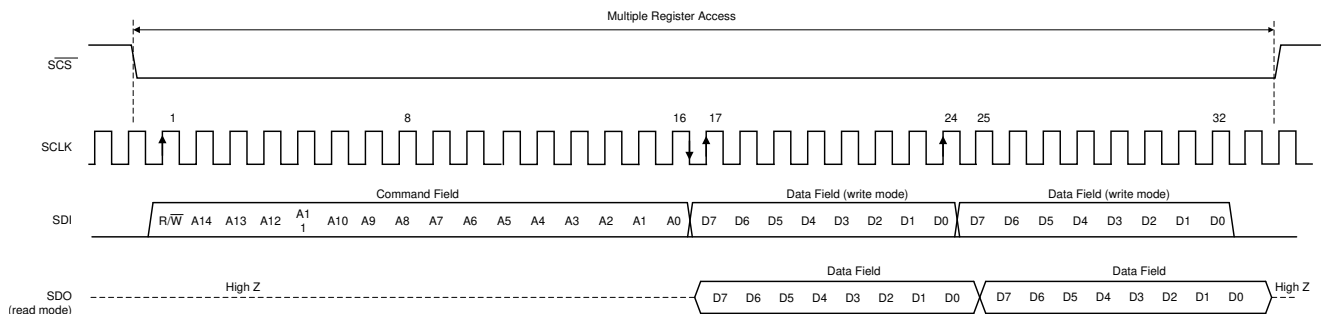 Multiple Register Access
SCS
1 8 16 17 24 25 32
SCLK
Command Field Data Field (write mode) Data Field (write mode)
SDI R/W A14 A13 A12 A1 A10 A9 A8 A7 A6 A5 A4 A3 A2 A1 A0 D7 D6 D5 D4 D3 D2 D1 D0 D7 D6 D5 D4 D3 D2 D1 D0
1
Data Field Data Field
SDO High Z D7 D6 D5 D4 D3 D2 D1 D0 D7 D6 D5 D4 D3 D2 D1 D0 High Z
(read mode)